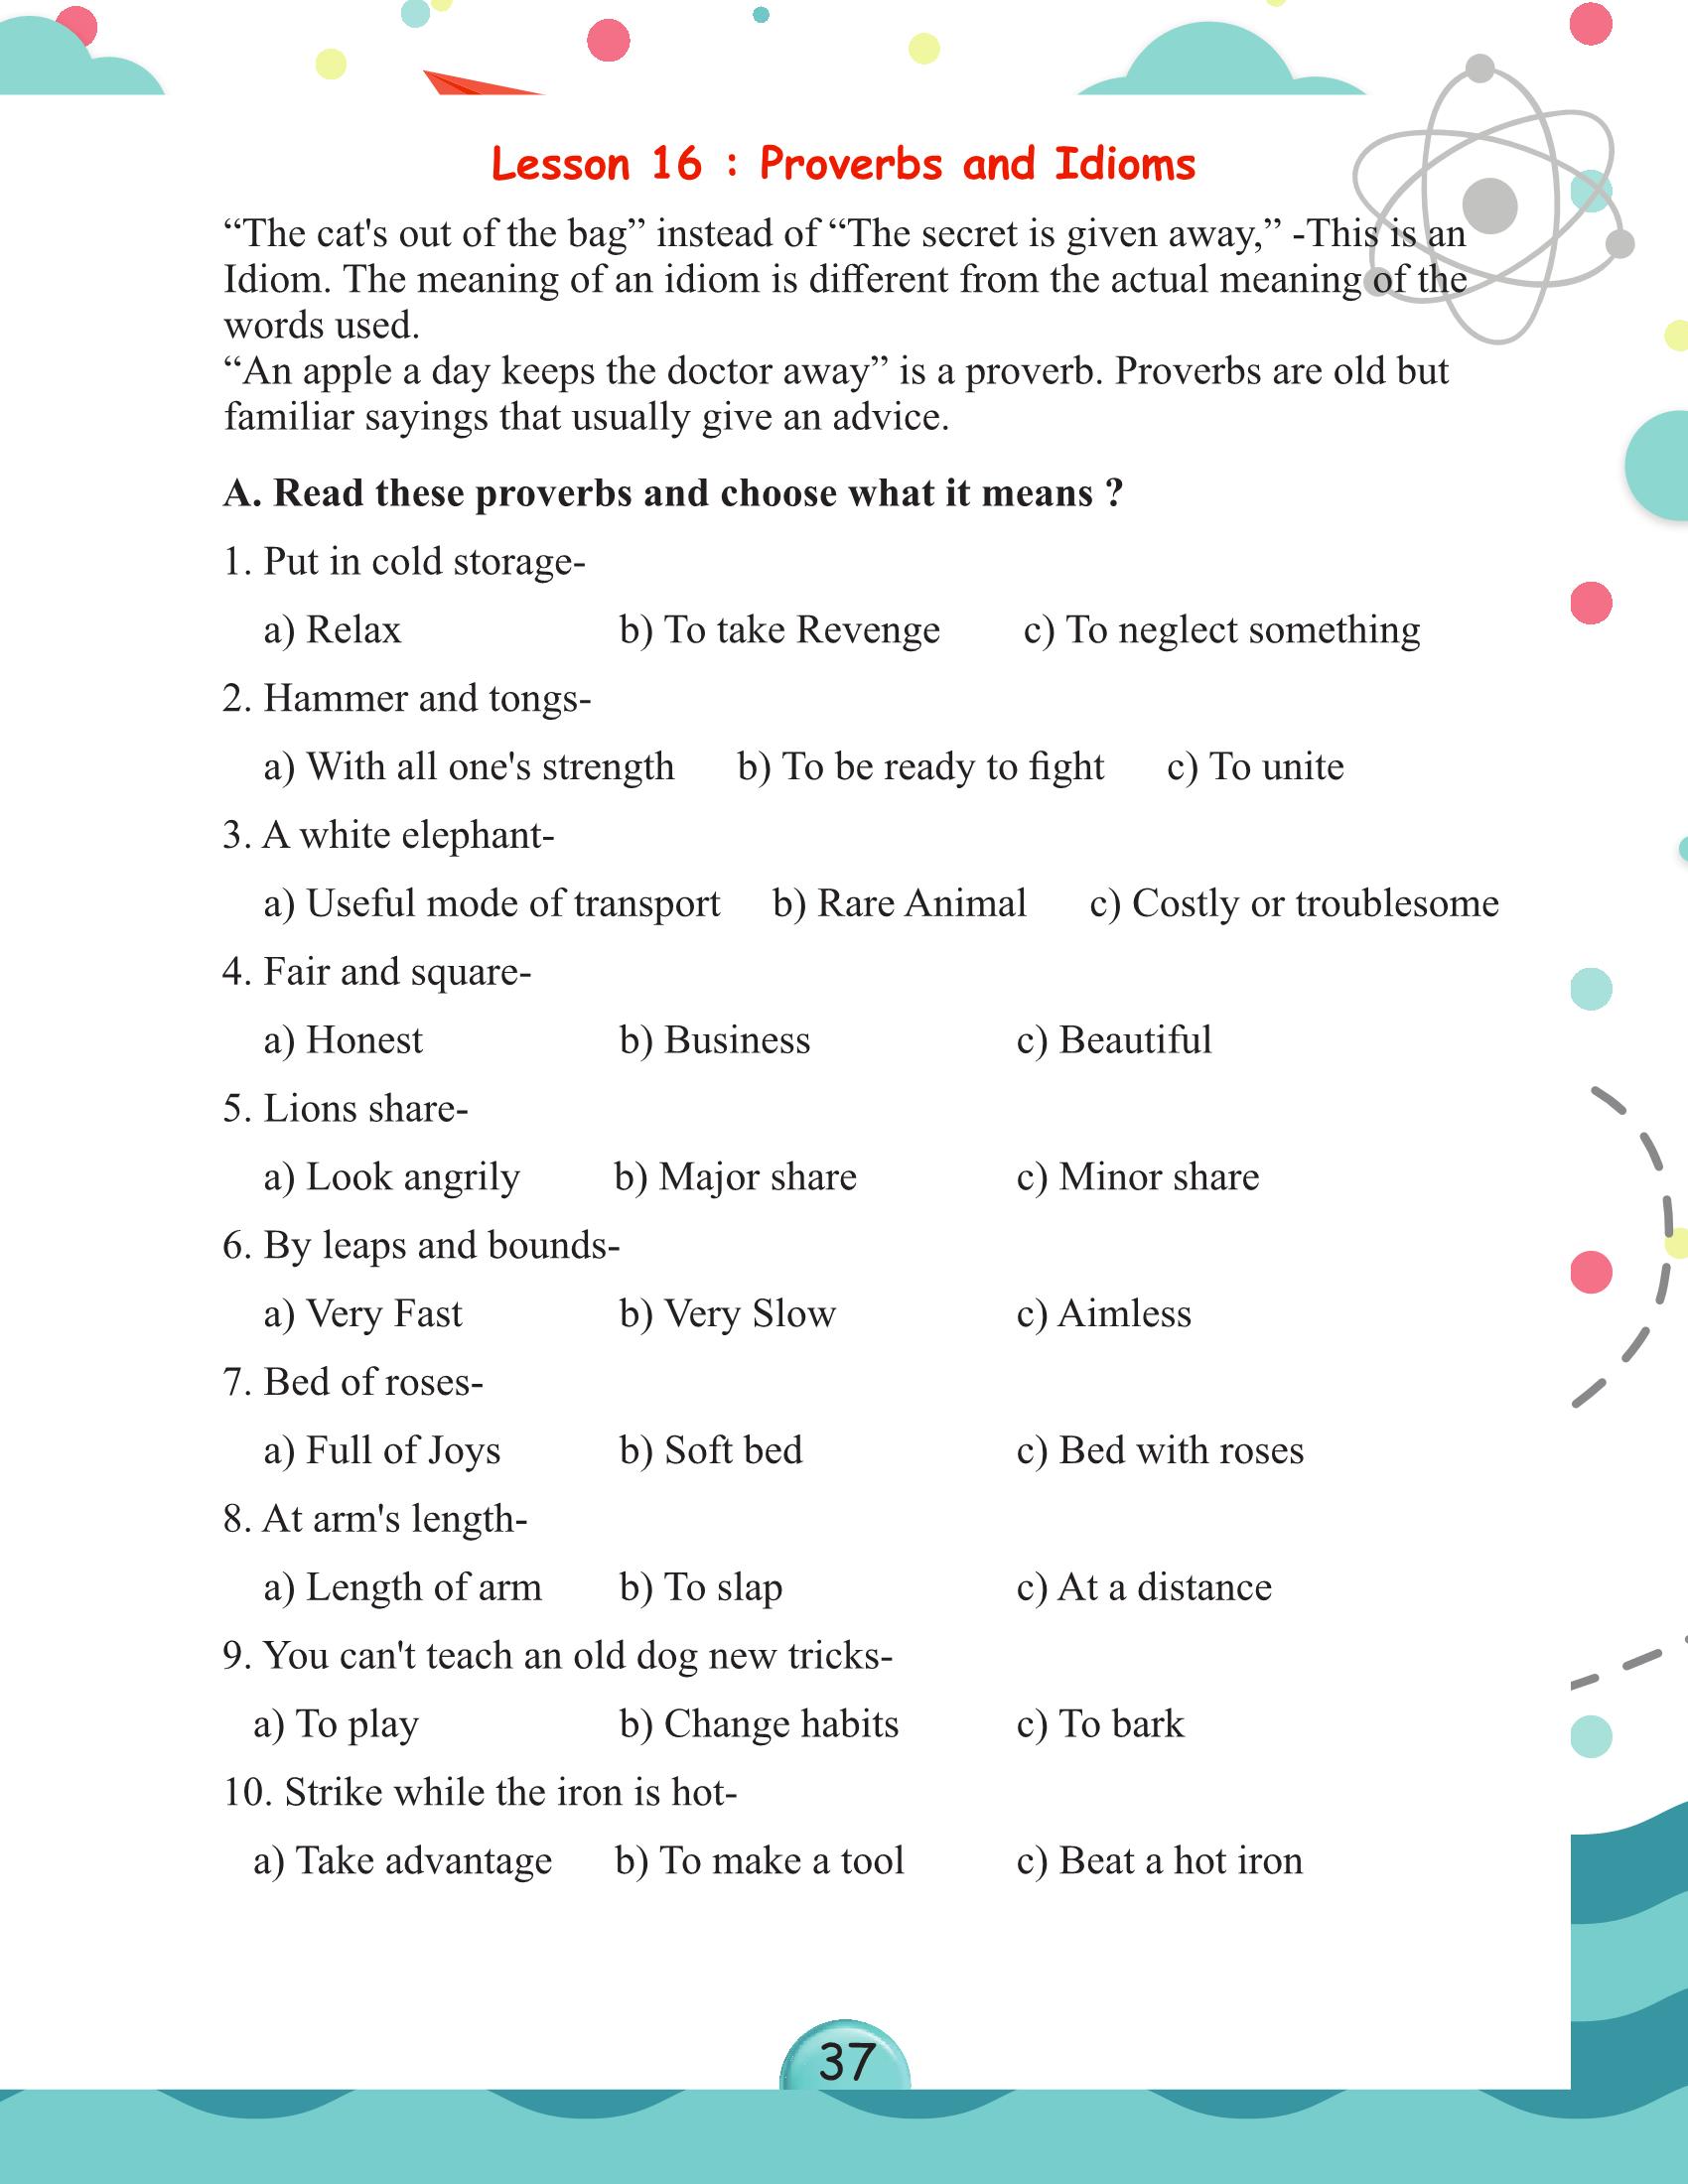 Lesson 16 : Proverbs and Idioms
“The cat's out of the bag” instead of “The secret is given away,” -This is an
Idiom. The meaning of an idiom is different from the actual meaning of the
words used.
“An apple a day keeps the doctor away” is a proverb. Proverbs are old but
familiar sayings that usually give an advice.
A. Read these proverbs and choose what it means ?
1. Put in cold storage-
a) Relax b) To take Revenge c) To neglect something
2. Hammer and tongs-
a) With all one's strength b) To be ready to fight c) To unite
3. A white elephant-
a) Useful mode of transport b) Rare Animal c) Costly or troublesome
4. Fair and square-
a) Honest b) Business c) Beautiful
5. Lions share-
a) Look angrily b) Major share c) Minor share
6. By leaps and bounds-
a) Very Fast b) Very Slow c) Aimless
7. Bed of roses-
a) Full of Joys b) Soft bed c) Bed with roses
8. At arm's length-
a) Length of arm b) To slap c) At a distance
9. You can't teach an old dog new tricks-
a) To play b) Change habits c) To bark
10. Strike while the iron is hot-
a) Take advantage b) To make a tool c) Beat a hot iron
37